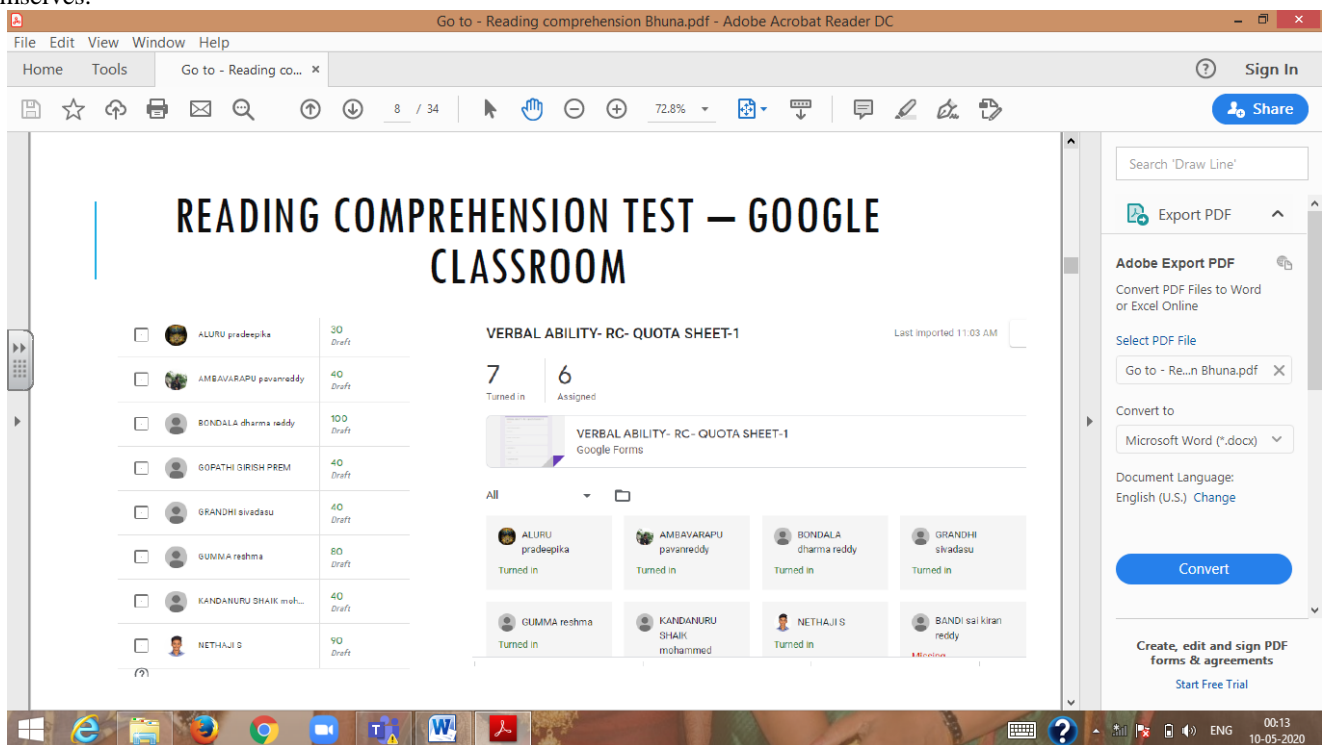 mserves.
Go to - Reading comprehension Bhuna.pdf - Adobe Acrobat Reader DC
File Edit View Window Help
Home Tools Go to - Reading co... × Sign In
8 / 34 72.8% Share
READING COMPREHENSION TEST – GOOGLE
CLASSROOM
ALURU pradeepika 30
Draft
AMBAVARAPU pavanreddy 40
Draft
BONDALA dharma reddy 100
Draft
GOPATHI GIRISH PREM 40
Draft
GRANDHI sivadasu 40
Draft
GUMMA reshma 80
Draft
KANDANURU SHAIK moh... 40
Draft
NETHAJI S 90
Draft
VERBAL ABILITY- RC- QUOTA SHEET-1 Last imported 11:03 AM
7 6
Turned in Assigned
VERBAL ABILITY- RC- QUOTA SHEET-1
Google Forms
All
ALURU
pradeepika
Turned in
AMBAVARAPU
pavanreddy
Turned in
BONDALA
dharma reddy
Turned in
GRANDHI
sivadasu
Turned in
GUMMA reshma
Turned in
KANDANURU
SHAIK
mohammed
NETHAJI S
Turned in
BANDI sai kiran
reddy
Missing
Search 'Draw Line'
Export PDF
Adobe Export PDF
Convert PDF Files to Word
or Excel Online
Select PDF File
Go to - Re...n Bhuna.pdf
Convert to
Microsoft Word (*.docx)
Document Language:
English (U.S.) Change
Convert
Create, edit and sign PDF
forms & agreements
Start Free Trial
ENG 00:13
10-05-2020